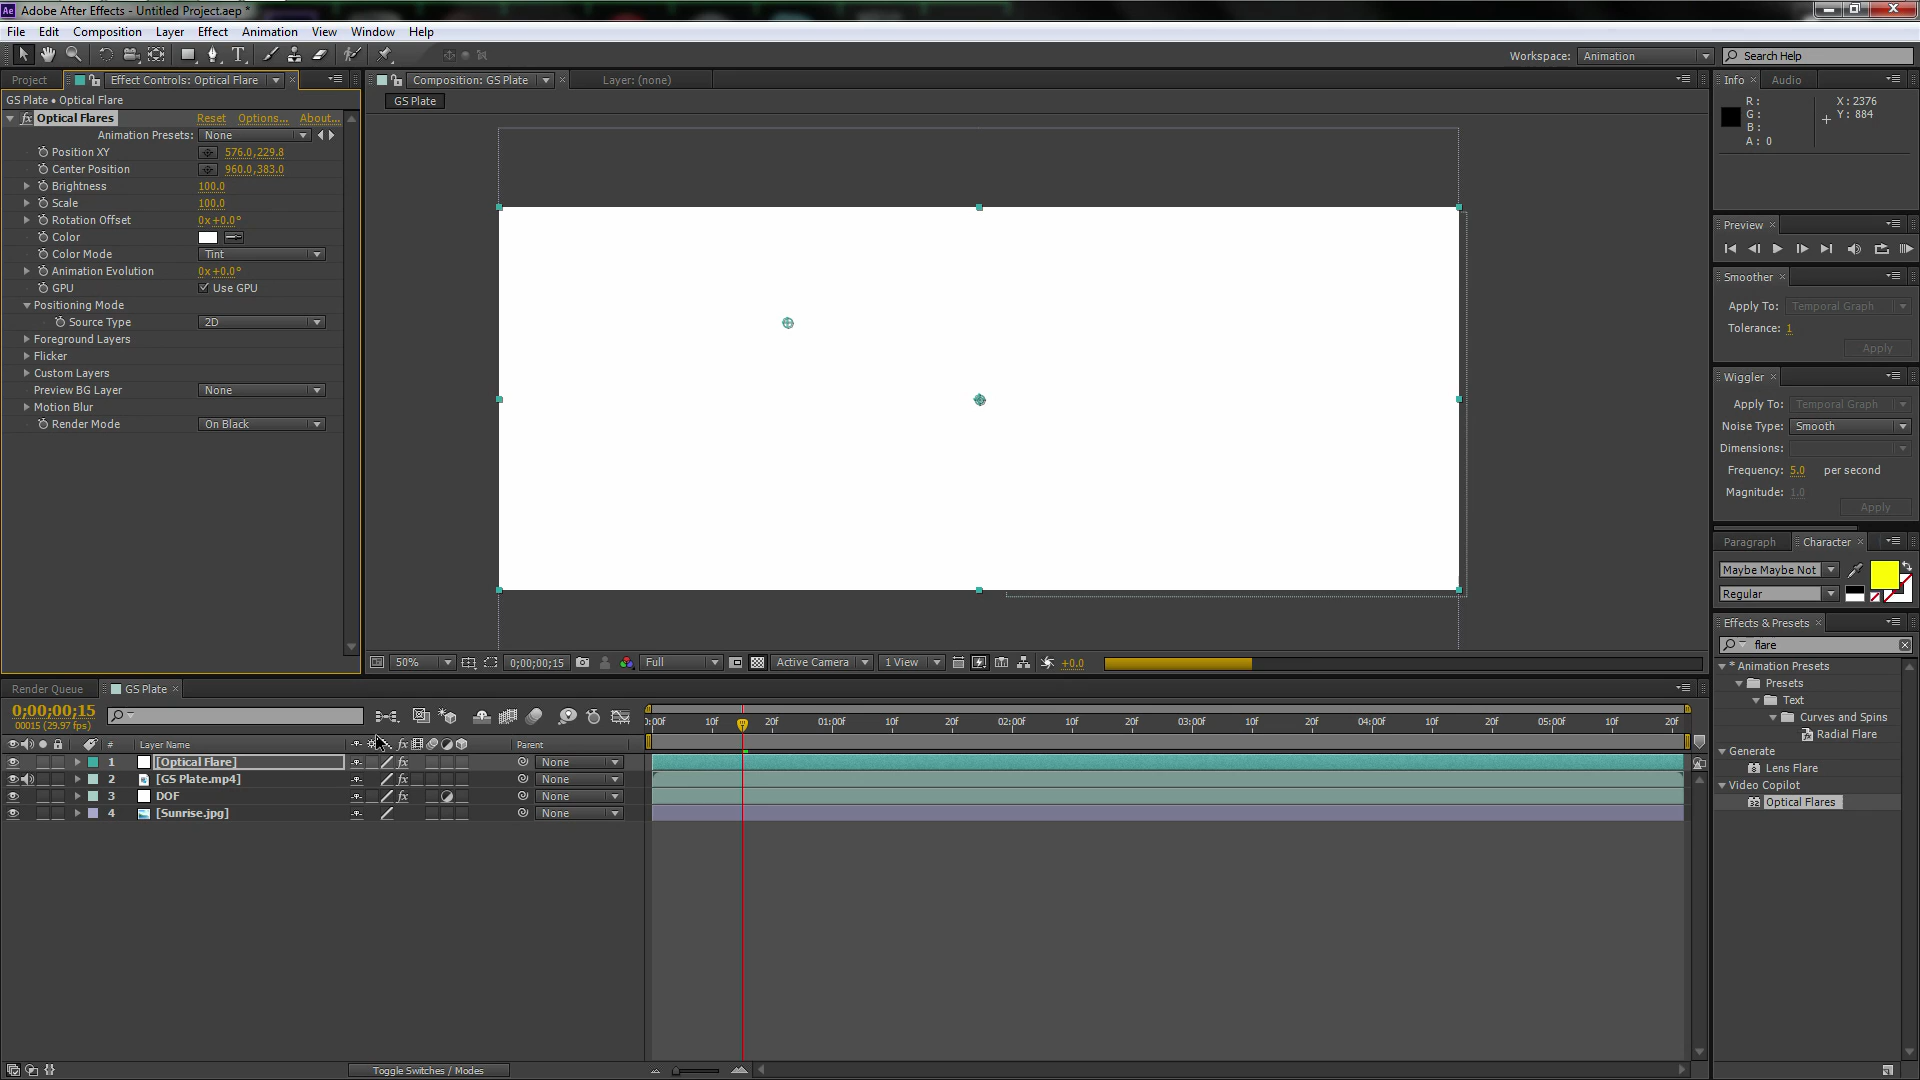 Adobe After Effects - Untitled Project.aep *
File Edit Composition Layer Effect Animation View Window Help
Workspace: Animation Search Help
Project Effect Controls: Optical Flare
GS Plate • Optical Flare
fx Optical Flares Reset Options... About...
Animation Presets: None
Position XY 576.0,229.8
Center Position 960.0,383.0
Brightness 100.0
Scale 100.0
Rotation Offset 0x+0.0°
Color
Color Mode Tint
Animation Evolution 0x+0.0°
GPU Use GPU
Positioning Mode
Source Type 2D
Foreground Layers
Flicker
Custom Layers
Preview BG Layer None
Motion Blur
Render Mode On Black
Composition: GS Plate Layer: (none)
GS Plate
50% 0;00;00;15 Full Active Camera 1 View +0.0
Info Audio
R: X: 2376
G: Y: 884
B:
A: 0
Preview
Smoother
Apply To: Temporal Graph
Tolerance: 1
Apply
Wiggler
Apply To: Temporal Graph
Noise Type: Smooth
Dimensions:
Frequency: 5.0 per second
Magnitude: 1.0
Apply
Paragraph Character
Maybe Maybe Not
Regular
Effects & Presets
flare
* Animation Presets
Presets
Text
Curves and Spins
Radial Flare
Generate
Lens Flare
Video Copilot
Optical Flares
Render Queue GS Plate
0;00;00;15
00015 (29.97 fps)
0:00f 10f 20f 01:00f 10f 20f 02:00f 10f 20f 03:00f 10f 20f 04:00f 10f 20f 05:00f 10f 20f
# Layer Name fx Parent
1 [Optical Flare] fx None
2 [GS Plate.mp4] fx None
3 DOF fx None
4 [Sunrise.jpg] None
Toggle Switches / Modes